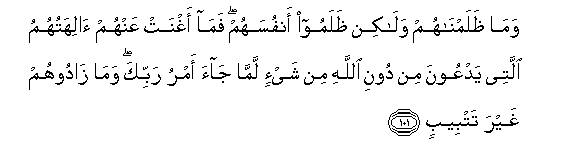 وَمَا ظَلَمْنَـٰهُمْ وَلَـٰكِن ظَلَمُوٓا۟ أَنفُسَهُمْ ۖ فَمَآ أَغْنَتْ عَنْهُمْ ءَالِهَتُهُمُ
ٱلَّتِى يَدْعُونَ مِن دُونِ ٱللَّهِ مِن شَىْءٍ لَّمَّا جَآءَ أَمْرُ رَبِّكَ ۖ وَمَا زَادُوهُمْ
غَيْرَ تَتْبِيبٍ ١٠١